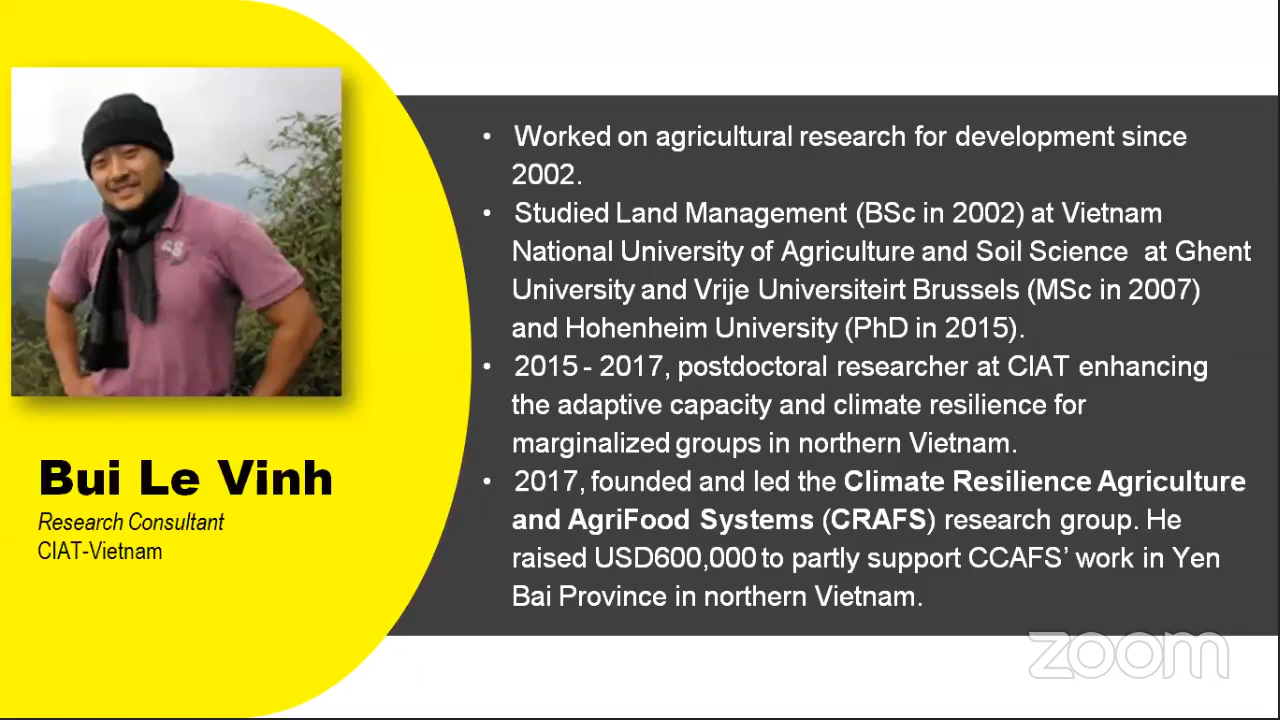 Bui Le Vinh
Research Consultant
CIAT-Vietnam
• Worked on agricultural research for development since
2002.
• Studied Land Management (BSc in 2002) at Vietnam
National University of Agriculture and Soil Science at Ghent
University and Vrije Universiteirt Brussels (MSc in 2007)
and Hohenheim University (PhD in 2015).
• 2015 - 2017, postdoctoral researcher at CIAT enhancing
the adaptive capacity and climate resilience for
marginalized groups in northern Vietnam.
• 2017, founded and led the Climate Resilience Agriculture
and AgriFood Systems (CRAFS) research group. He
raised USD600,000 to partly support CCAFS’ work in Yen
Bai Province in northern Vietnam.
zoom